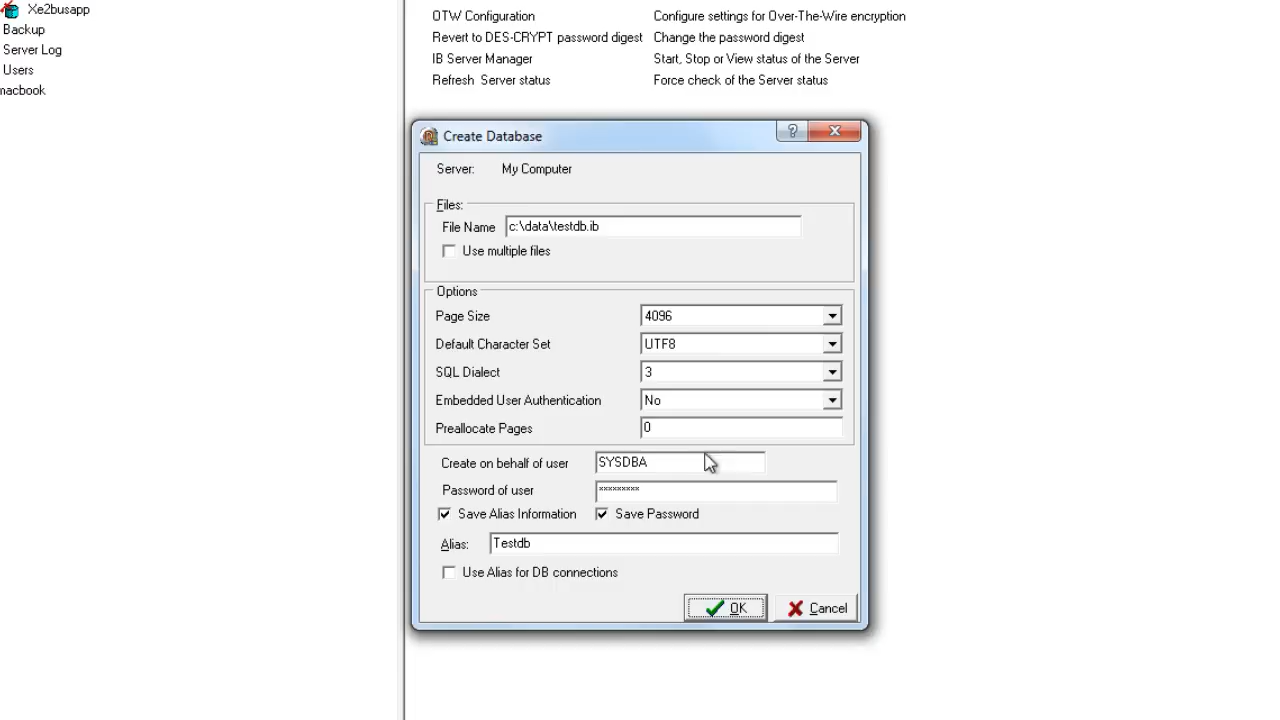 Xe2busapp
Backup
Server Log
Users
macbook
OTW Configuration Configure settings for Over-The-Wire encryption
Revert to DES-CRYPT password digest Change the password digest
IB Server Manager Start, Stop or View status of the Server
Refresh Server status Force check of the Server status
Create Database
?
Server: My Computer
Files:
File Name c:\data\testdb.ib
Use multiple files
Options
Page Size 4096
Default Character Set UTF8
SQL Dialect 3
Embedded User Authentication No
Preallocate Pages 0
Create on behalf of user SYSDBA
Password of user *********
Save Alias Information Save Password
Alias: Testdb
Use Alias for DB connections
OK Cancel